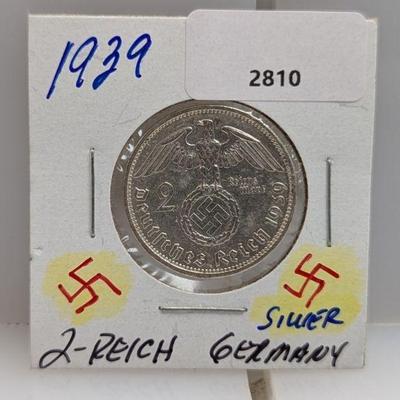 1939
2810
2
Reichs
mark
Deutsches Reich 1939
SILVER
2-REICH GERMANY